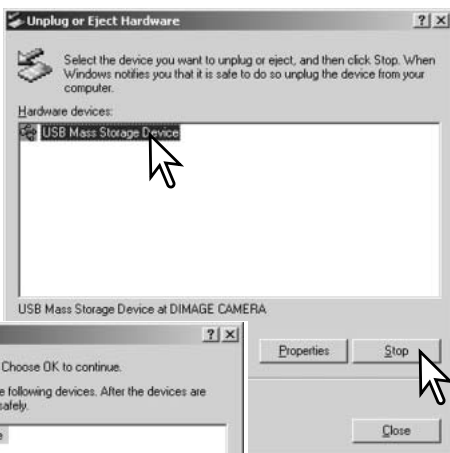 Unplug or Eject Hardware
Select the device you want to unplug or eject, and then click Stop. When
Windows notifies you that it is safe to do so unplug the device from your
computer.
Hardware devices:
USB Mass Storage Device
USB Mass Storage Device at DIMAGE CAMERA
Properties
Stop
Close
Choose OK to continue.
following devices. After the devices are
safely.